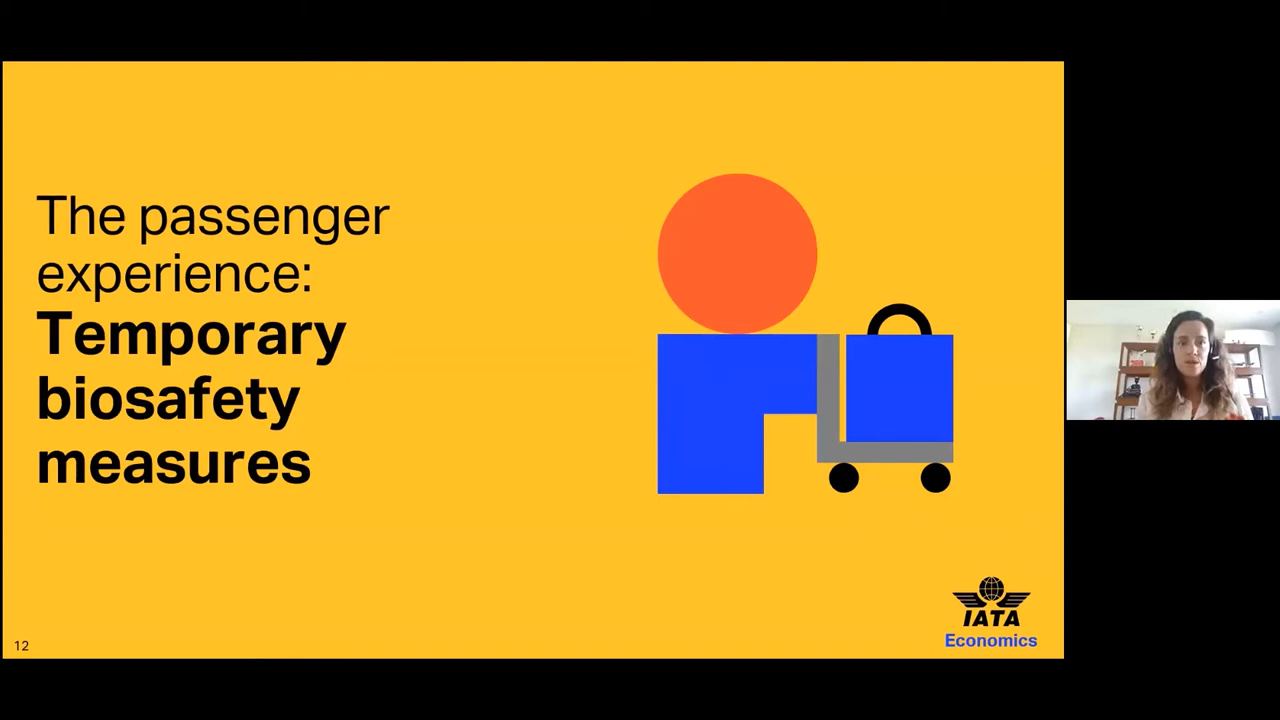 The passenger
experience:
Temporary
biosafety
measures
IATA
Economics
12